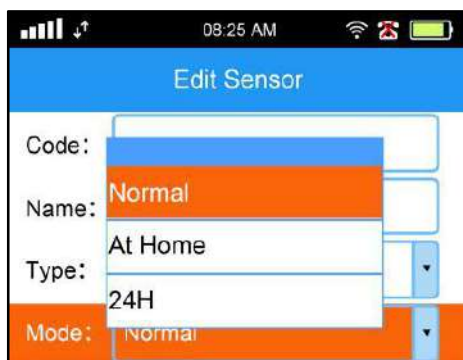 08:25 AM
Edit Sensor
Code:
Name:
Normal
At Home
Type:
24H
Mode: Normal